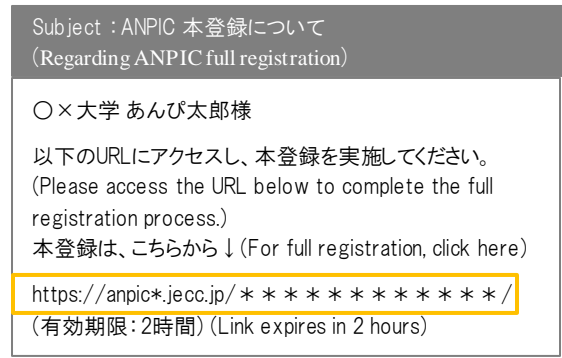 Subject：ANPIC 本登録について
（Regarding ANPIC full registration）
〇×大学 あんぴ太郎様
以下のURLにアクセスし、本登録を実施してください。
(Please access the URL below to complete the full
registration process.)
本登録は、こちらから↓(For full registration, click here)
https://anpic*.jecc.jp/＊＊＊＊＊＊＊＊＊＊＊＊/
(有効期限：2時間) (Link expires in 2 hours)